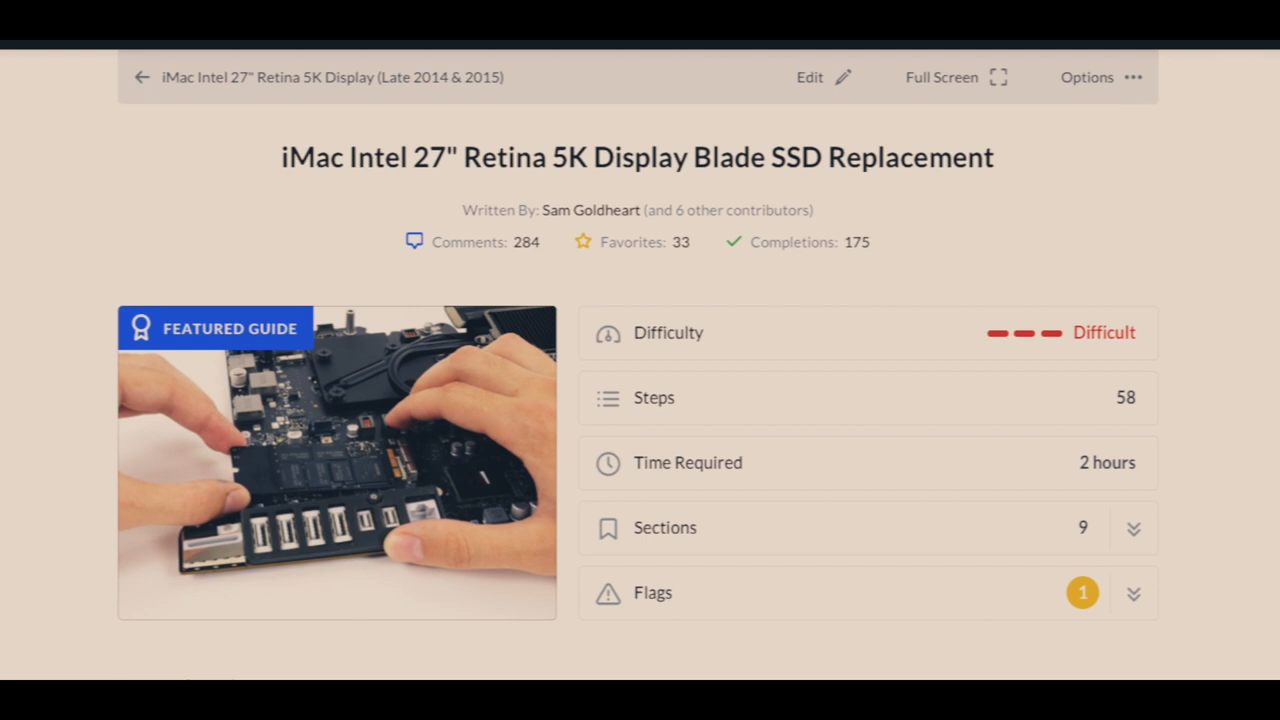 iMac Intel 27" Retina 5K Display (Late 2014 & 2015)
Edit
Full Screen
Options
iMac Intel 27" Retina 5K Display Blade SSD Replacement
Written By: Sam Goldheart (and 6 other contributors)
Comments: 284 Favorites: 33 Completions: 175
FEATURED GUIDE
Difficulty Difficult
Steps 58
Time Required 2 hours
Sections 9
Flags 1